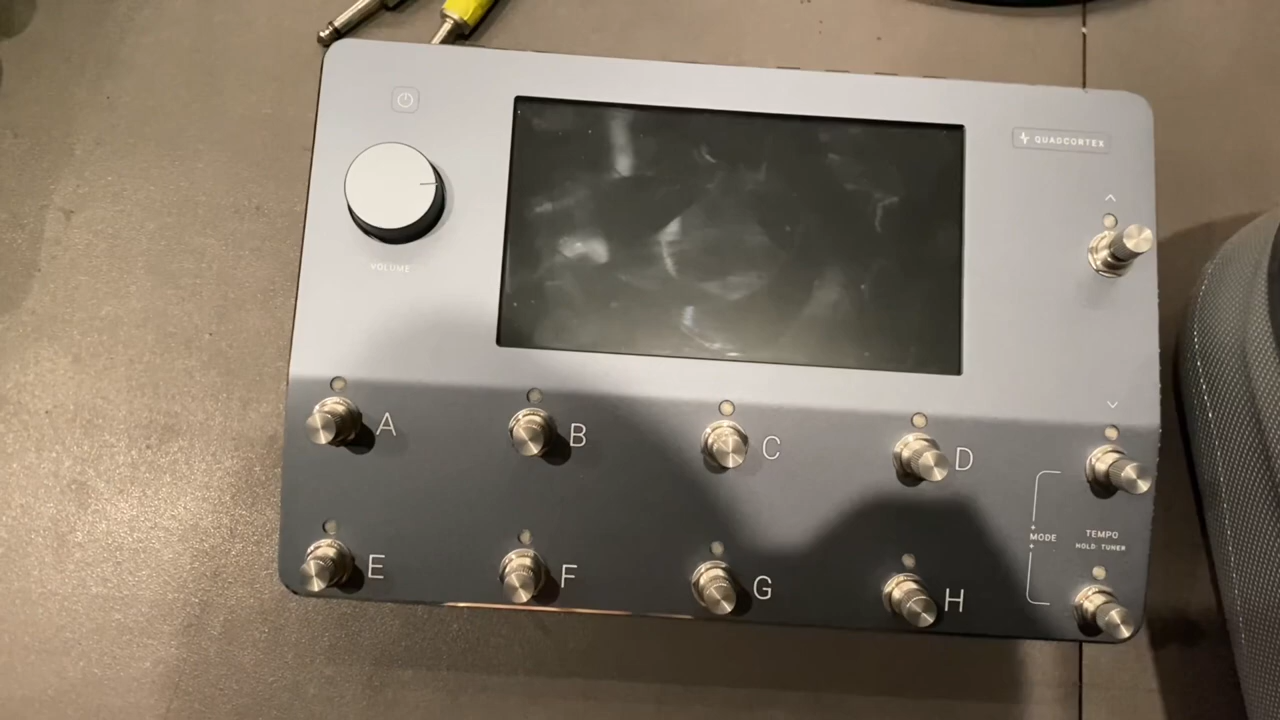 QUADCORTEX
VOLUME
A
B
C
D
E
F
G
H
MODE
TEMPO
HOLD: TUNER